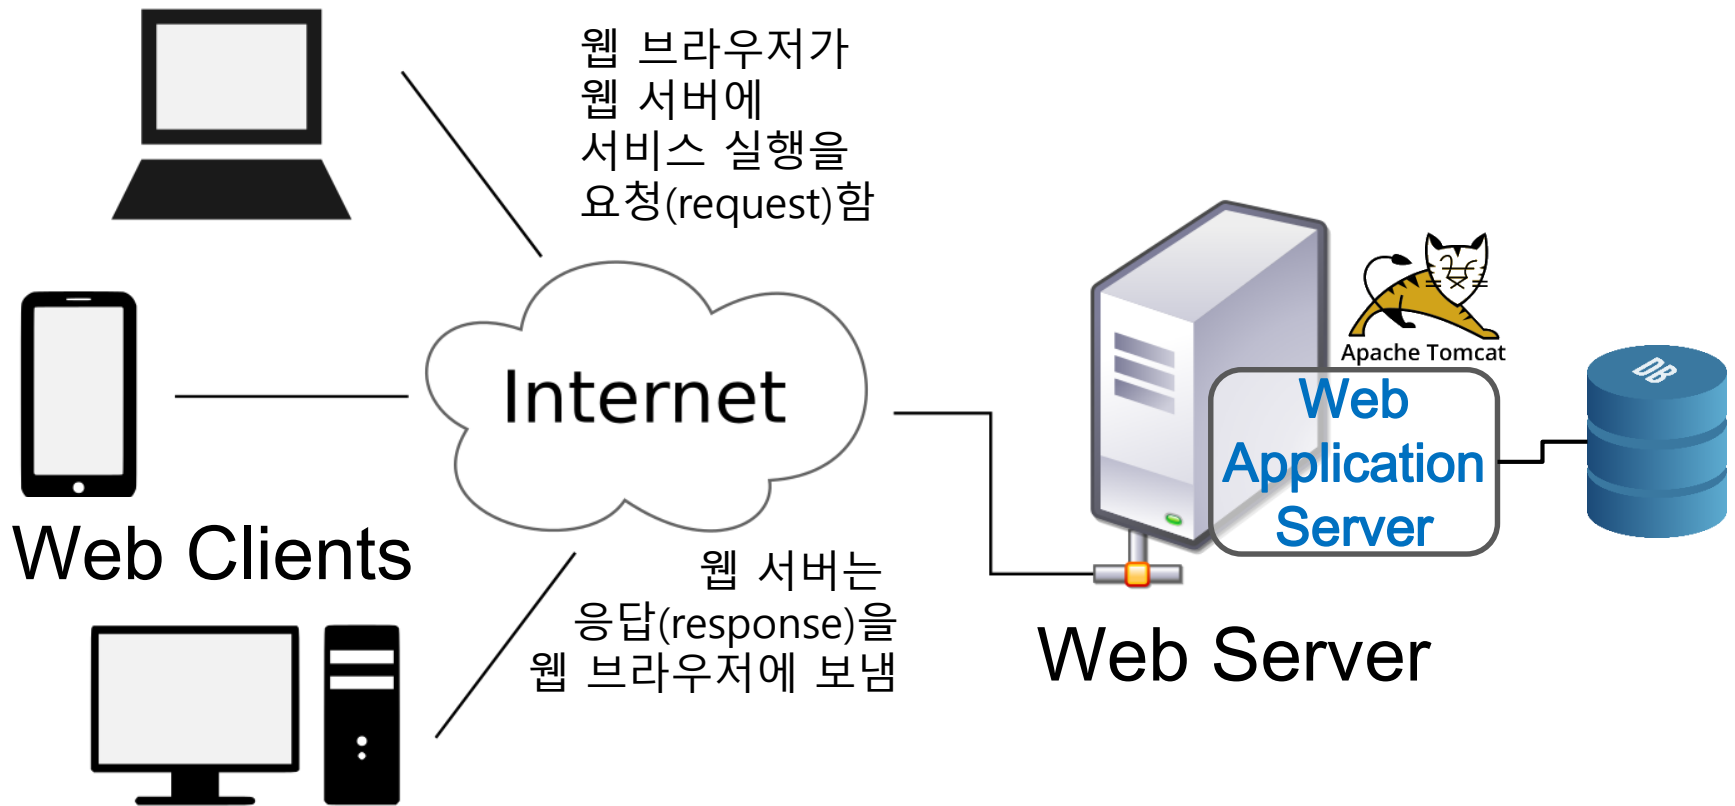 웹 브라우저가
웹 서버에
서비스 실행을
요청(request)함
Internet
Web Clients
웹 서버는
응답(response)을
웹 브라우저에 보냄
Apache Tomcat
Web
Application
Server
DB
Web Server